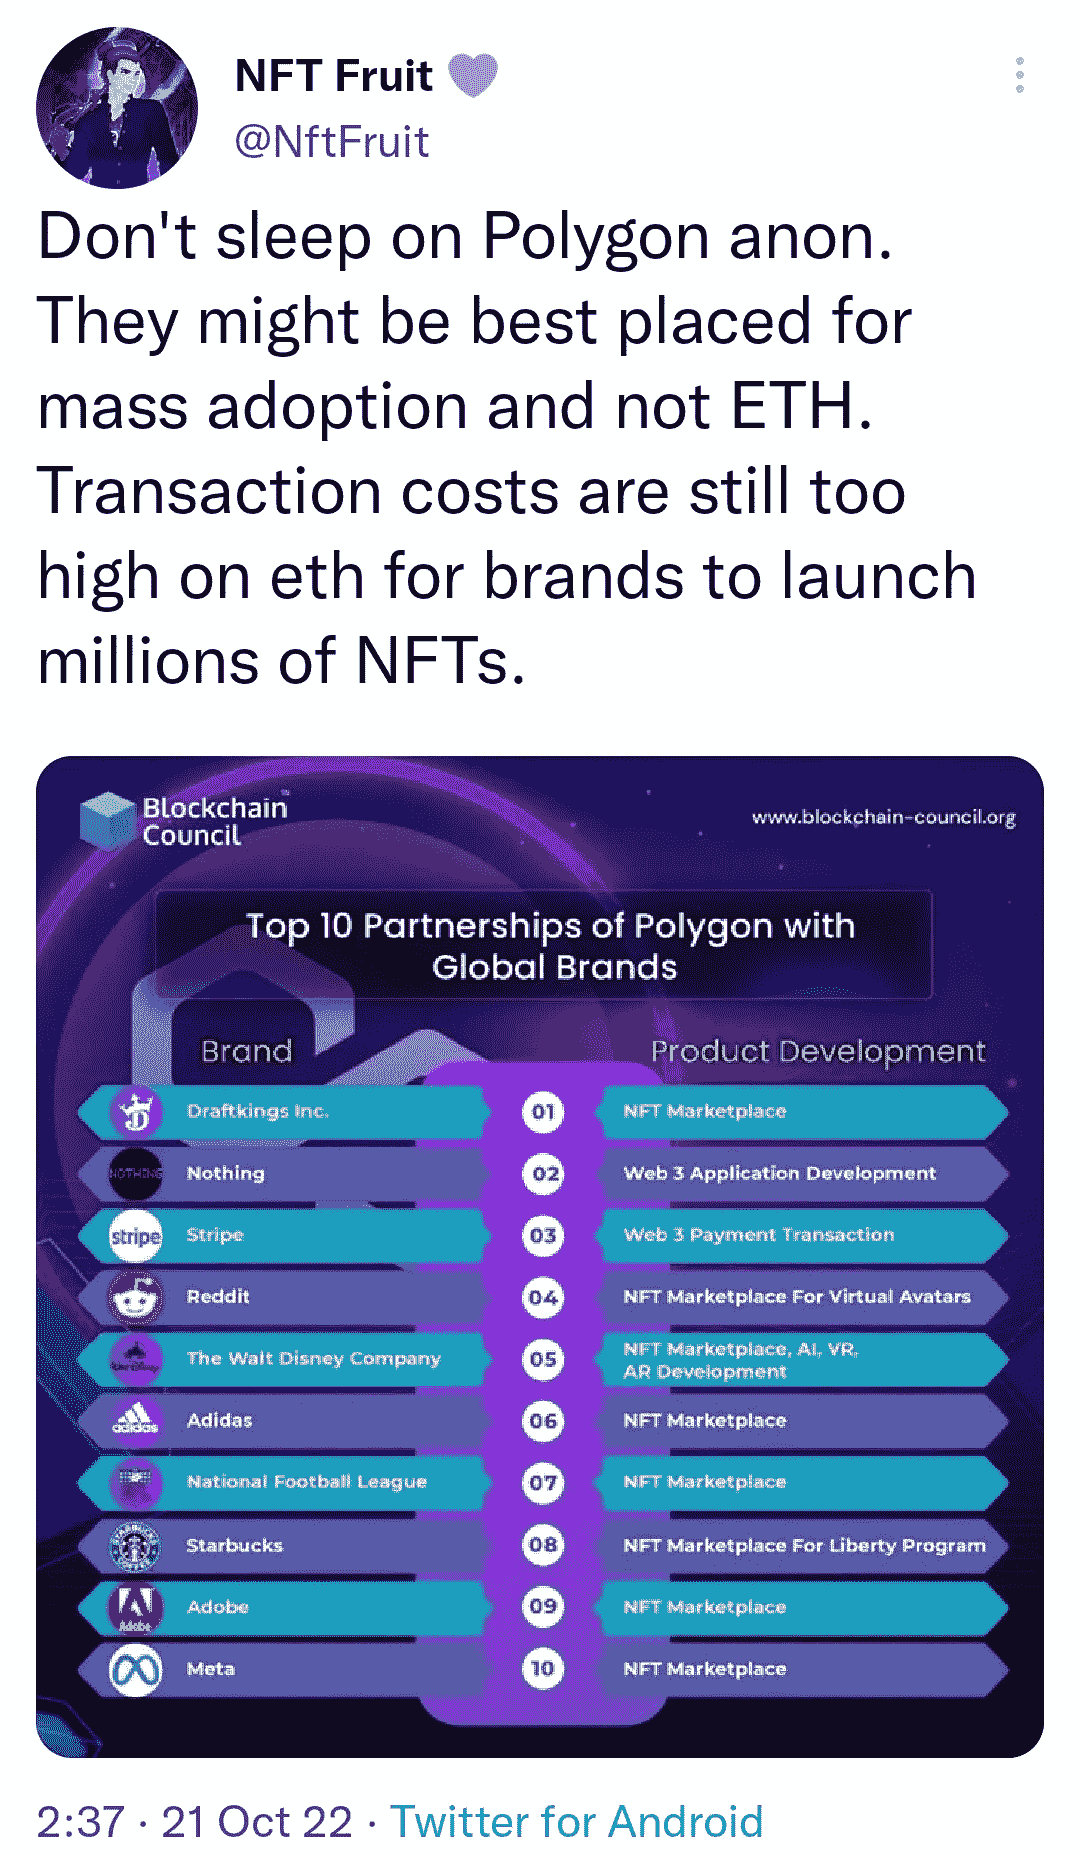 NFT Fruit
@NftFruit
Don't sleep on Polygon anon.
They might be best placed for
mass adoption and not ETH.
Transaction costs are still too
high on eth for brands to launch
millions of NFTs.
Blockchain
Council
www.blockchain-council.org
Top 10 Partnerships of Polygon with
Global Brands
Brand Product Development
Draftkings Inc. 01 NFT Marketplace
NOTHING Nothing 02 Web 3 Application Development
stripe Stripe 03 Web 3 Payment Transaction
Reddit 04 NFT Marketplace For Virtual Avatars
The Walt Disney Company 05 NFT Marketplace, AI, VR,
AR Development
adidas Adidas 06 NFT Marketplace
National Football League 07 NFT Marketplace
Starbucks 08 NFT Marketplace For Liberty Program
Adobe Adobe 09 NFT Marketplace
Meta 10 NFT Marketplace
2:37 · 21 Oct 22 · Twitter for Android